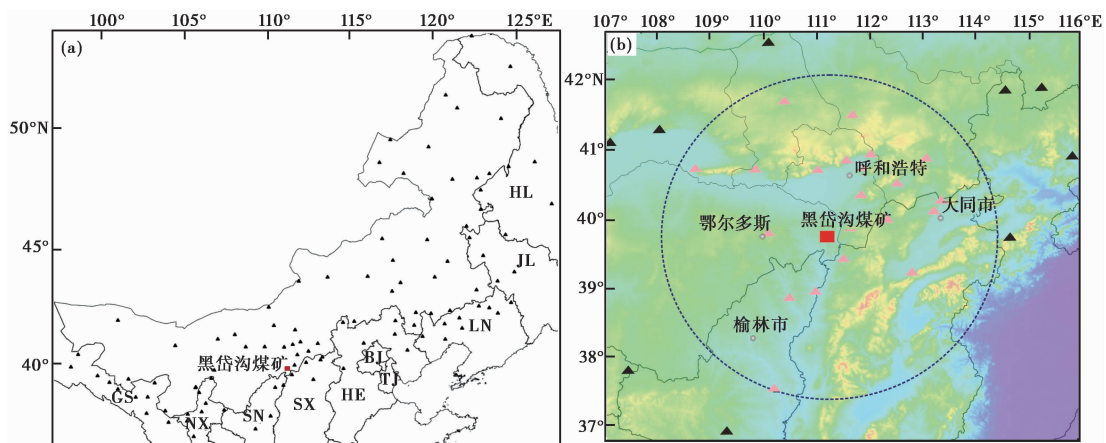 100° 105° 110° 115° 120° 125°E
(a)
50°N
HL
45°
JL
LN
40°
黑岱沟煤矿
BJ
TJ
GS
SN
SX
HE
NX
107° 108° 109° 110° 111° 112° 113° 114° 115° 116°E
(b)
42°N
41°
呼和浩特
大同市
鄂尔多斯
黑岱沟煤矿
40°
39°
榆林市
38°
37°